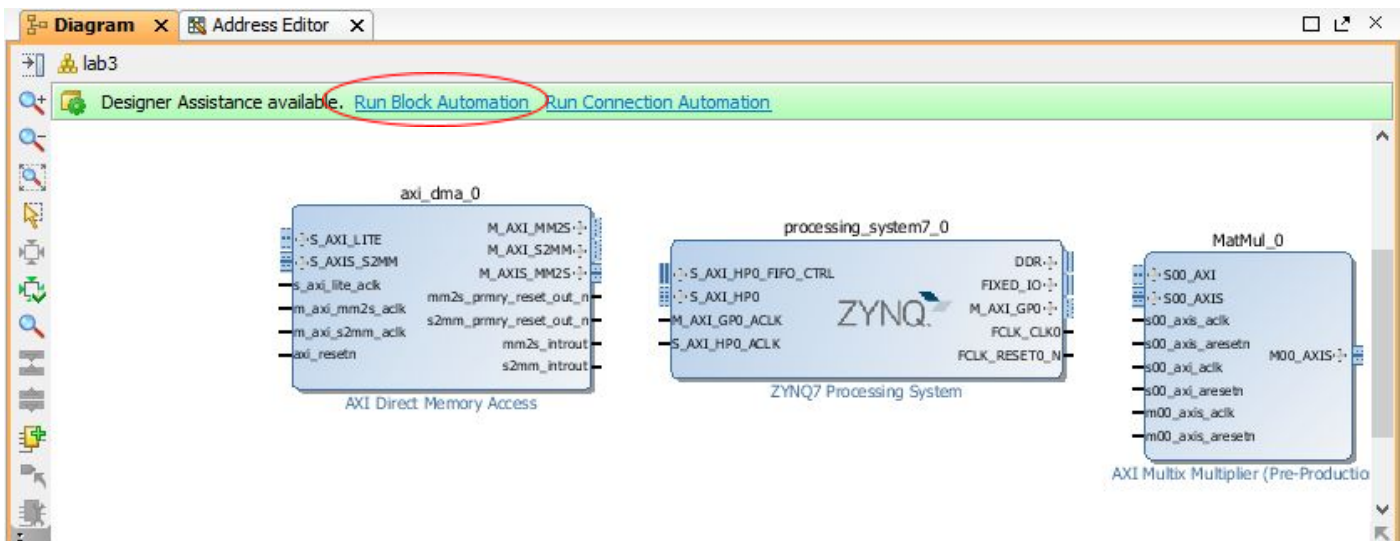 Diagram
Address Editor
lab3
Designer Assistance available. Run Block Automation Run Connection Automation
axi_dma_0
S_AXI_LITE
S_AXIS_S2MM
s_axi_lite_aclk
m_axi_mm2s_aclk
m_axi_s2mm_aclk
axi_resetn
M_AXI_MM2S
M_AXI_S2MM
M_AXIS_MM2S
mm2s_prmry_reset_out_n
s2mm_prmry_reset_out_n
mm2s_introut
s2mm_introut
AXI Direct Memory Access
processing_system7_0
S_AXI_HP0_FIFO_CTRL
S_AXI_HP0
M_AXI_GP0_ACLK
S_AXI_HP0_ACLK
ZYNQ
DDR
FIXED_IO
M_AXI_GP0
FCLK_CLK0
FCLK_RESET0_N
ZYNQ7 Processing System
MatMul_0
S00_AXI
S00_AXIS
s00_axis_aclk
s00_axis_aresetn
s00_axi_aclk
s00_axi_aresetn
m00_axis_aclk
m00_axis_aresetn
M00_AXIS
AXI Multix Multiplier (Pre-Productio